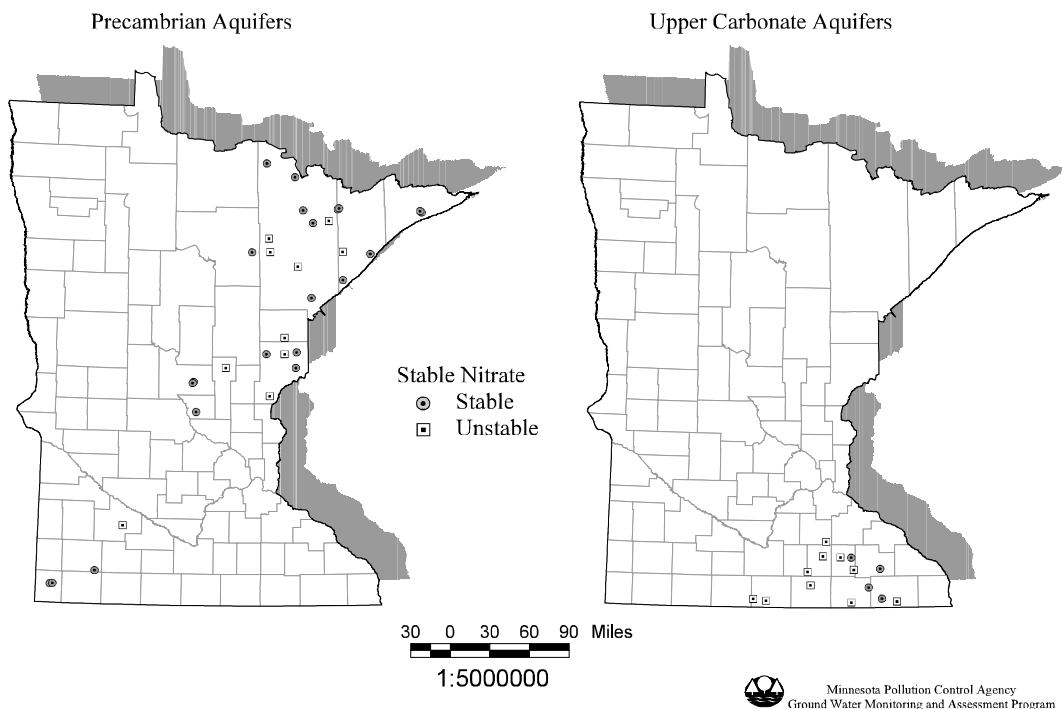 Precambrian Aquifers
Upper Carbonate Aquifers
Stable Nitrate
Stable
Unstable
30 0 30 60 90 Miles
1:5000000
Minnesota Pollution Control Agency
Ground Water Monitoring and Assessment Program